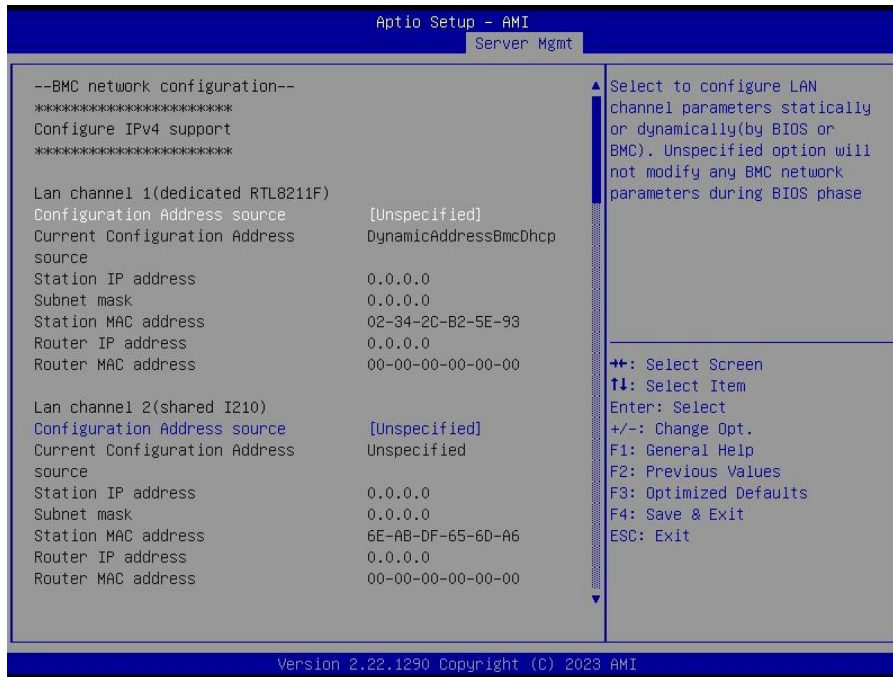 Aptio Setup - AMI
Server Mgmt
--BMC network configuration--
***********************
Configure IPv4 support
***********************
Lan channel 1(dedicated RTL8211F)
Configuration Address source [Unspecified]
Current Configuration Address DynamicAddressBmcDhcp
source
Station IP address 0.0.0.0
Subnet mask 0.0.0.0
Station MAC address 02-34-2C-B2-5E-93
Router IP address 0.0.0.0
Router MAC address 00-00-00-00-00-00
Lan channel 2(shared I210)
Configuration Address source [Unspecified]
Current Configuration Address Unspecified
source
Station IP address 0.0.0.0
Subnet mask 0.0.0.0
Station MAC address 6E-AB-DF-65-6D-A6
Router IP address 0.0.0.0
Router MAC address 00-00-00-00-00-00
Select to configure LAN
channel parameters statically
or dynamically(by BIOS or
BMC). Unspecified option will
not modify any BMC network
parameters during BIOS phase
→←: Select Screen
↑↓: Select Item
Enter: Select
+/-: Change Opt.
F1: General Help
F2: Previous Values
F3: Optimized Defaults
F4: Save & Exit
ESC: Exit
Version 2.22.1290 Copyright (C) 2023 AMI